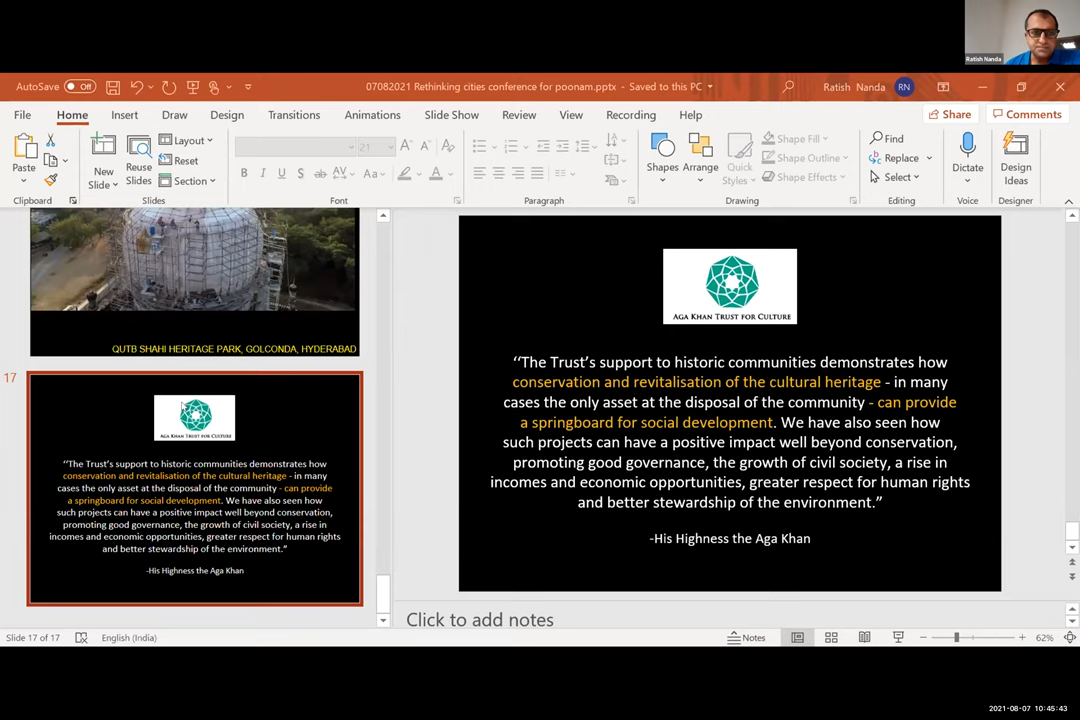 Ratish Nanda
AutoSave Off
07082021 Rethinking cities conference for poonam.pptx - Saved to this PC
Ratish Nanda RN
File Home Insert Draw Design Transitions Animations Slide Show Review View Recording Help Share Comments
Paste
New
Slide
Reuse
Slides
Layout
Reset
Section
21
B I U S ab AV Aa A
Shapes
Arrange
Quick
Styles
Shape Fill
Shape Outline
Shape Effects
Find
Replace
Select
Dictate
Design
Ideas
Clipboard Slides Font Paragraph Drawing Editing Voice Designer
QUTB SHAHI HERITAGE PARK, GOLCONDA, HYDERABAD
17
AGA KHAN TRUST FOR CULTURE
‘‘The Trust’s support to historic communities demonstrates how
conservation and revitalisation of the cultural heritage - in many
cases the only asset at the disposal of the community - can provide
a springboard for social development. We have also seen how
such projects can have a positive impact well beyond conservation,
promoting good governance, the growth of civil society, a rise in
incomes and economic opportunities, greater respect for human rights
and better stewardship of the environment.”
-His Highness the Aga Khan
AGA KHAN TRUST FOR CULTURE
‘‘The Trust’s support to historic communities demonstrates how
conservation and revitalisation of the cultural heritage - in many
cases the only asset at the disposal of the community - can provide
a springboard for social development. We have also seen how
such projects can have a positive impact well beyond conservation,
promoting good governance, the growth of civil society, a rise in
incomes and economic opportunities, greater respect for human rights
and better stewardship of the environment.”
-His Highness the Aga Khan
Click to add notes
Slide 17 of 17 English (India) Notes 62%
2021-08-07 10:45:43